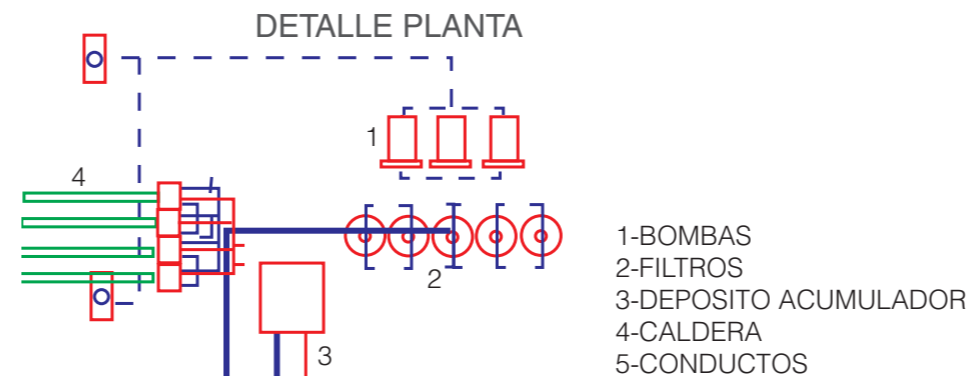 DETALLE PLANTA
1
4
2
3
1-BOMBAS
2-FILTROS
3-DEPOSITO ACUMULADOR
4-CALDERA
5-CONDUCTOS